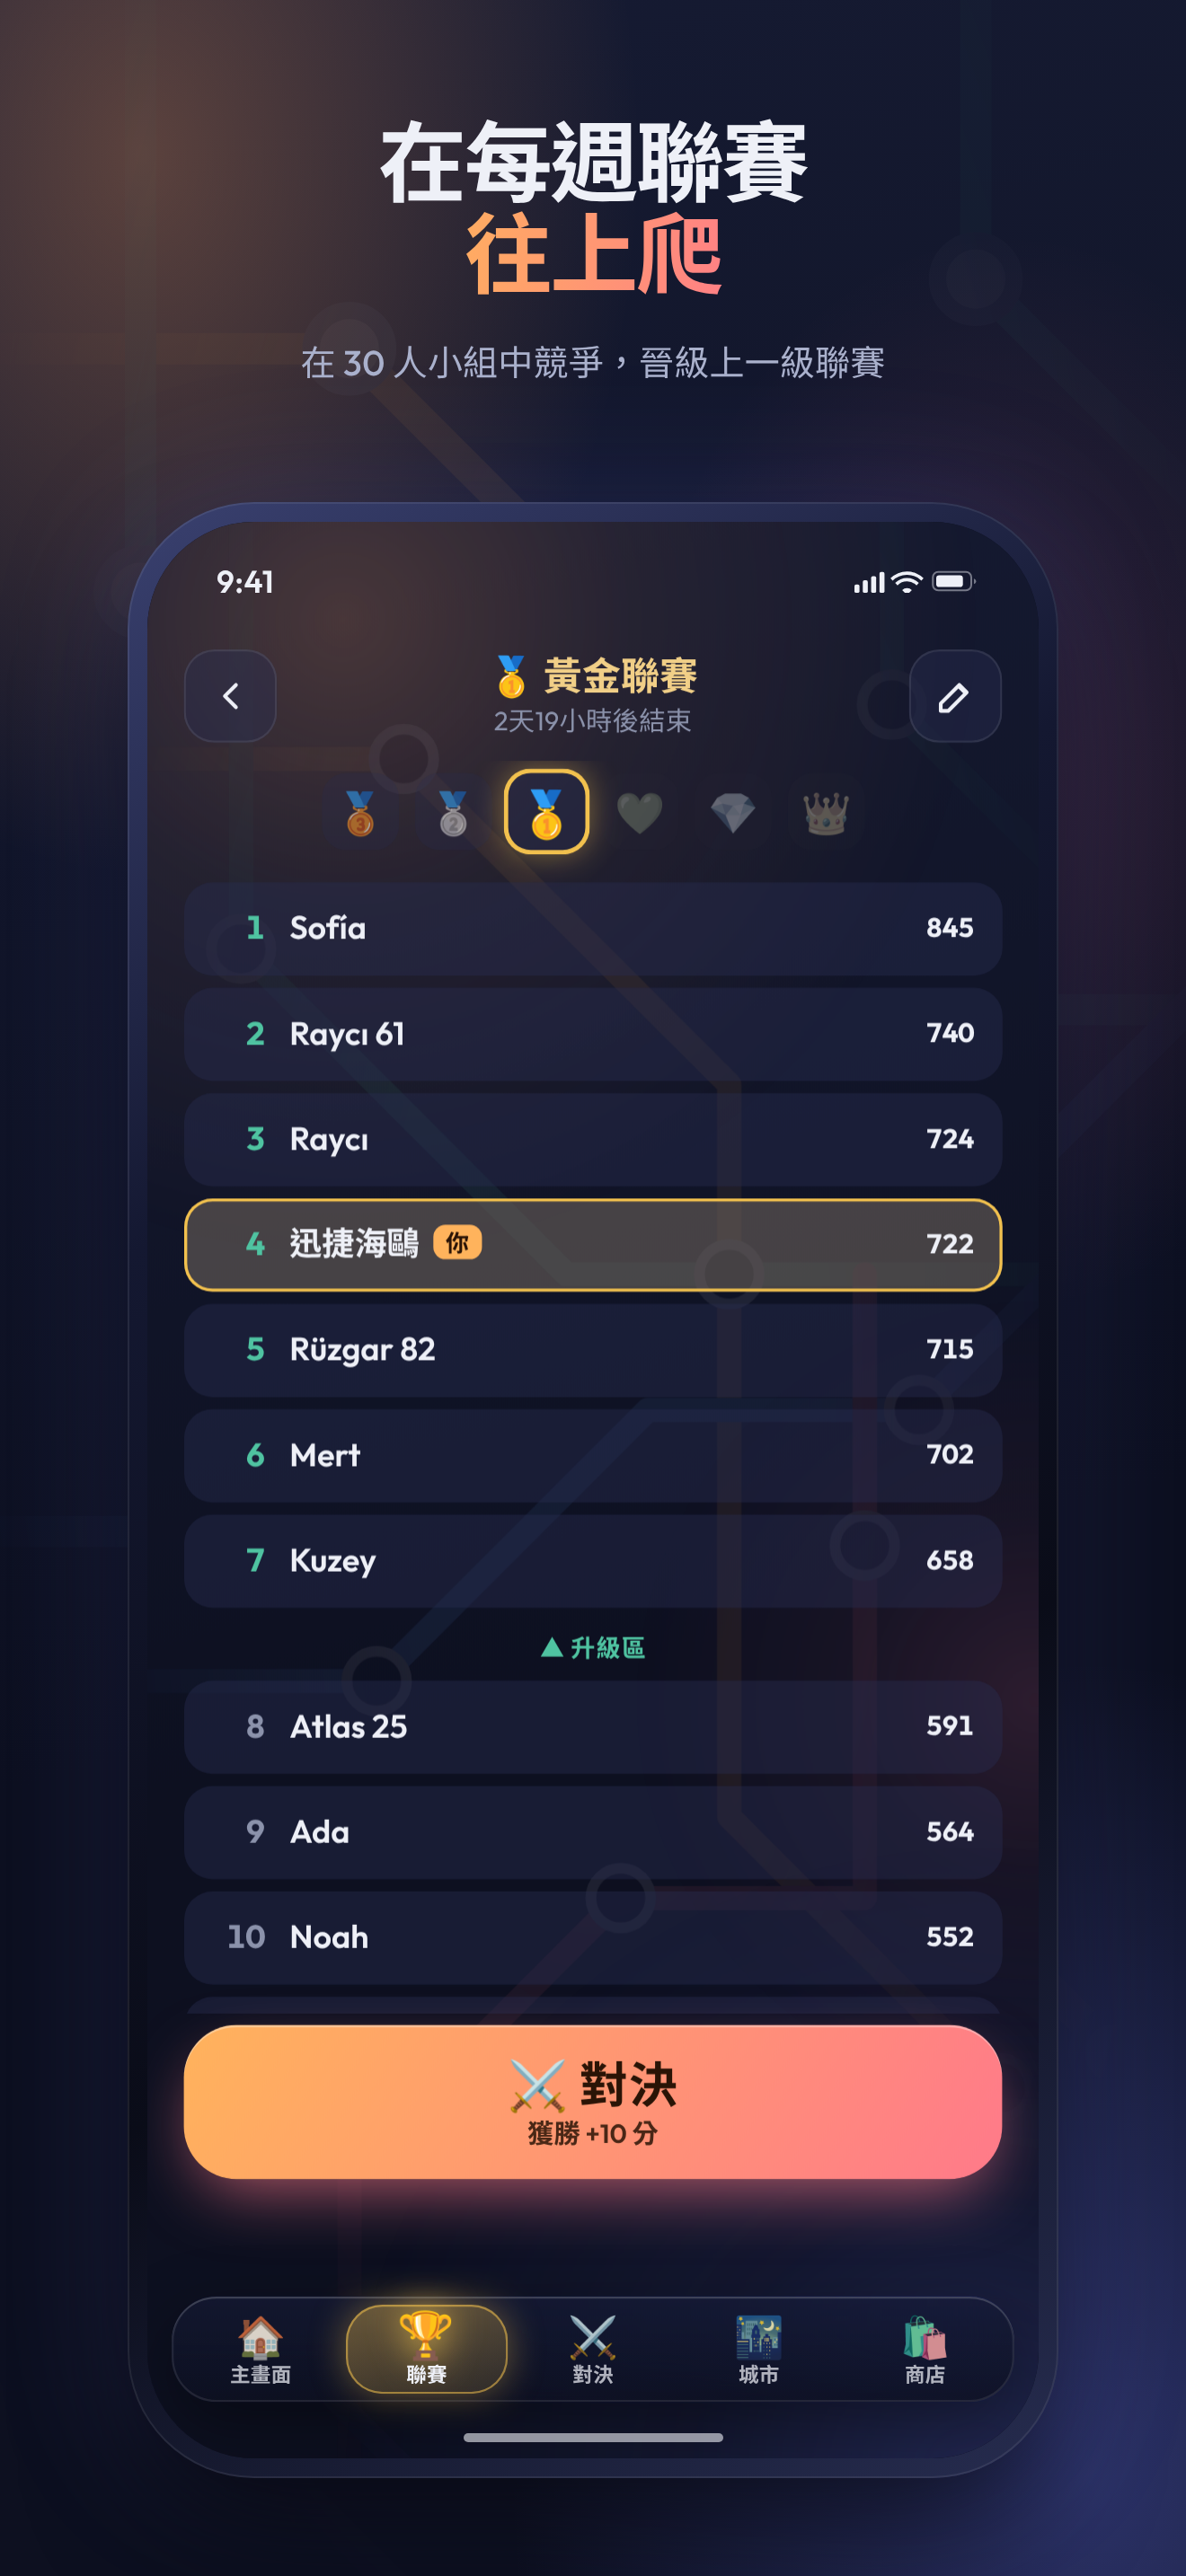 在每週聯賽
往上爬
在 30 人小組中競爭，晉級上一級聯賽
9:41
黃金聯賽
2天19小時後結束
1 Sofía 845
2 Raycı 61 740
3 Raycı 724
4 迅捷海鷗 你 722
5 Rüzgar 82 715
6 Mert 702
7 Kuzey 658
▲ 升級區
8 Atlas 25 591
9 Ada 564
10 Noah 552
⚔️ 對決
獲勝 +10 分
主畫面 聯賽 對決 城市 商店